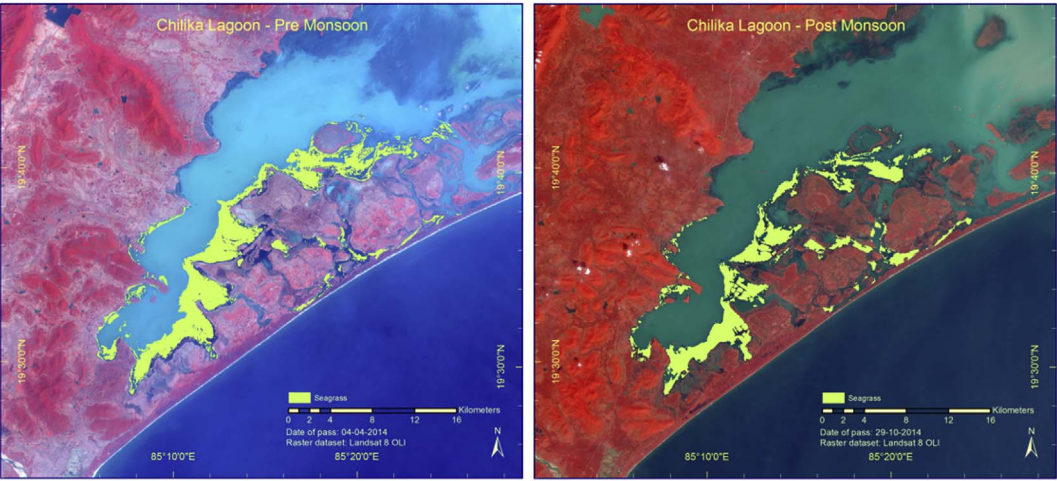 Chilika Lagoon - Pre Monsoon
19°40'0"N
19°40'0"N
19°30'0"N
19°30'0"N
Seagrass
0 2 4 8 12 16 Kilometers
Date of pass: 04-04-2014
Raster dataset: Landsat 8 OLI
N
85°10'0"E
85°20'0"E
Chilika Lagoon - Post Monsoon
19°40'0"N
19°40'0"N
19°30'0"N
19°30'0"N
Seagrass
0 2 4 8 12 16 Kilometers
Date of pass: 29-10-2014
Raster dataset: Landsat 8 OLI
N
85°10'0"E
85°20'0"E